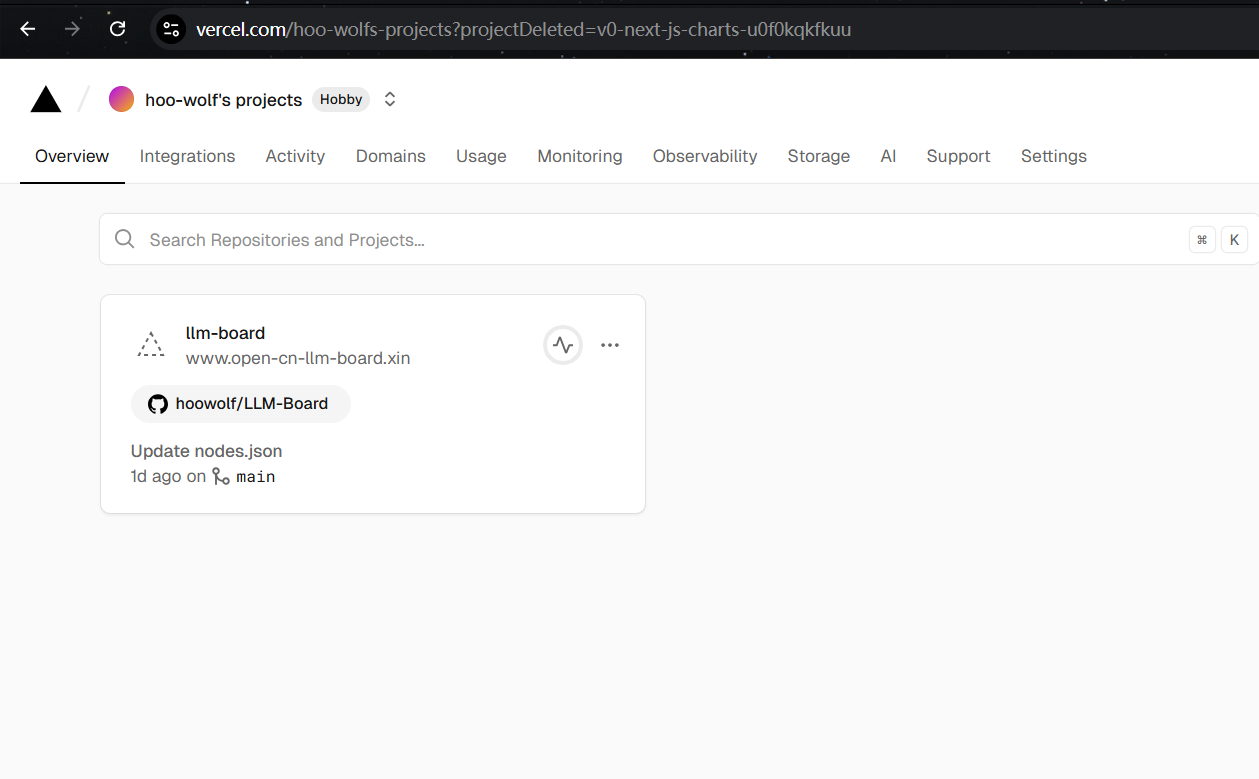 vercel.com/hoo-wolfs-projects?projectDeleted=v0-next-js-charts-u0f0kqkfkuu
hoo-wolf's projects Hobby
Overview Integrations Activity Domains Usage Monitoring Observability Storage AI Support Settings
Search Repositories and Projects... ⌘ K
llm-board
www.open-cn-llm-board.xin
hoowolf/LLM-Board
Update nodes.json
1d ago on main